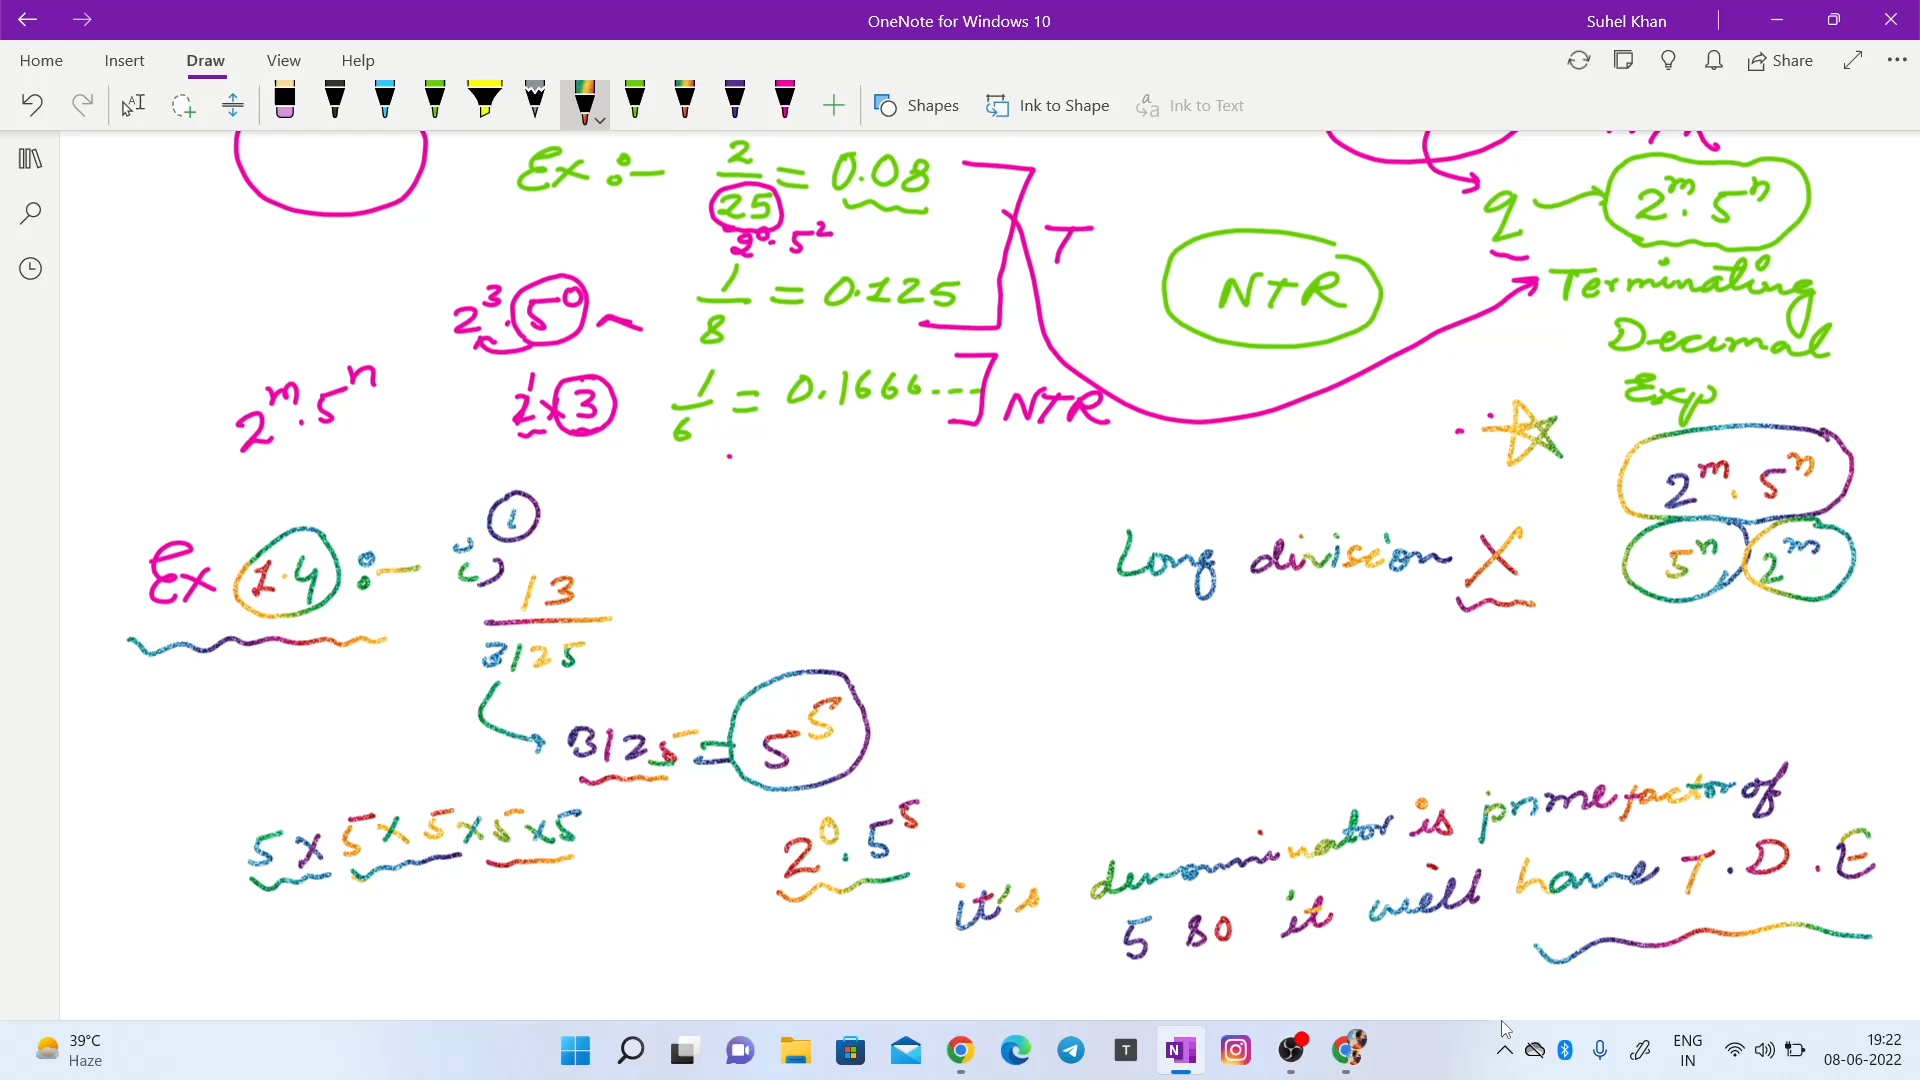 OneNote for Windows 10
Suhel Khan
Home Insert Draw View Help
Share
Shapes Ink to Shape Ink to Text
Ex :- 2/25 = 0.08
2⁰. 5²
T
q 2ᵐ. 5ⁿ
2³. 5⁰
1/8 = 0.125
NTR
Terminating
Decimal
Exp
2ᵐ. 5ⁿ
2¹ x 3
1/6 = 0.1666...
NTR
2ᵐ. 5ⁿ
5ⁿ 2ᵐ
Ex 1.4 :-
(i)
13/3125
Long division X
3125 = 5⁵
5 x 5 x 5 x 5 x 5
2⁰. 5⁵
it's denominator is prime factor of
5 so it will have T.D.E
39°C
Haze
ENG
IN
19:22
08-06-2022